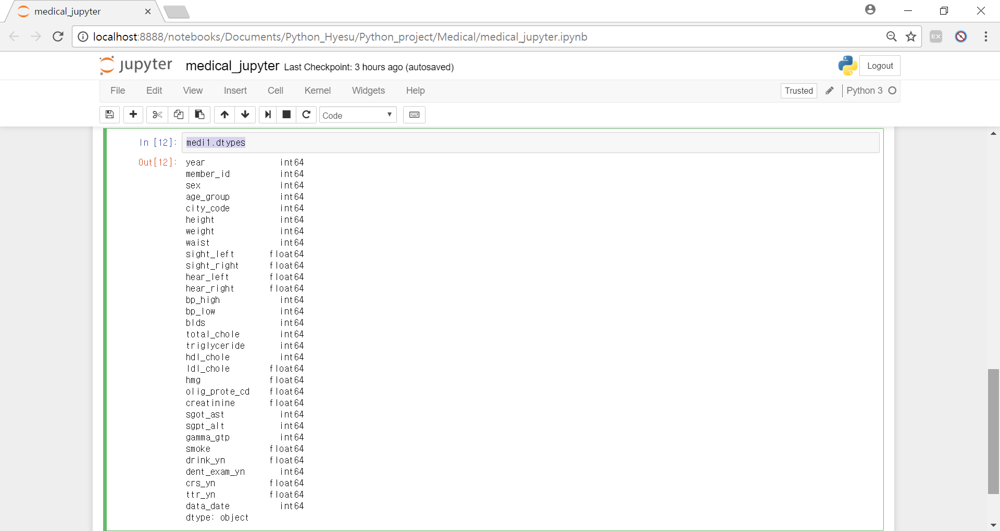 medical_jupyter
localhost:8888/notebooks/Documents/Python_Hyesu/Python_project/Medical/medical_jupyter.ipynb
EX
jupyter medical_jupyter Last Checkpoint: 3 hours ago (autosaved)
Logout
File Edit View Insert Cell Kernel Widgets Help
Trusted Python 3
Code
In [12]: medi1.dtypes
Out[12]: year int64
member_id int64
sex int64
age_group int64
city_code int64
height int64
weight int64
waist int64
sight_left float64
sight_right float64
hear_left float64
hear_right float64
bp_high int64
bp_low int64
blds int64
total_chole int64
triglyceride int64
hdl_chole int64
ldl_chole float64
hmg float64
olig_prote_cd float64
creatinine float64
sgot_ast int64
sgpt_alt int64
gamma_gtp int64
smoke float64
drink_yn float64
dent_exam_yn int64
crs_yn float64
ttr_yn float64
data_date int64
dtype: object